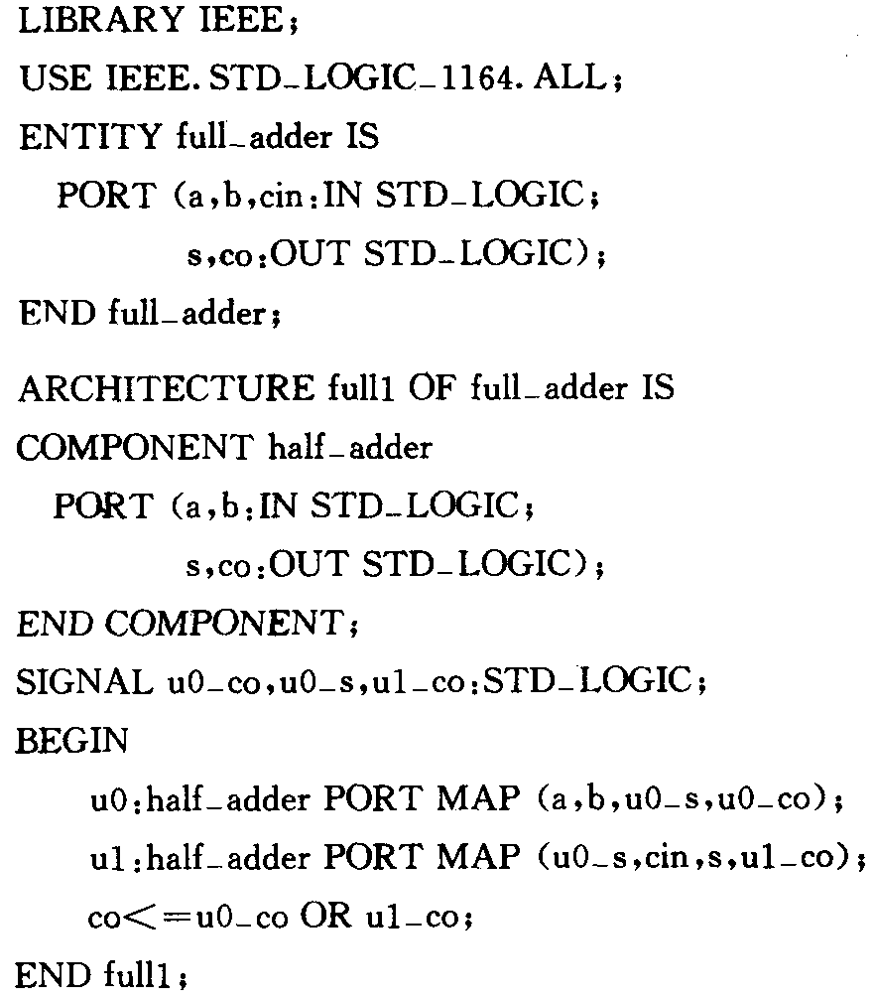 LIBRARY IEEE;
USE IEEE.STD_LOGIC_1164.ALL;
ENTITY full_adder IS
PORT (a,b,cin:IN STD_LOGIC;
s,co:OUT STD_LOGIC);
END full_adder;
ARCHITECTURE full1 OF full_adder IS
COMPONENT half_adder
PORT (a,b:IN STD_LOGIC;
s,co:OUT STD_LOGIC);
END COMPONENT;
SIGNAL u0_co,u0_s,u1_co:STD_LOGIC;
BEGIN
u0:half_adder PORT MAP (a,b,u0_s,u0_co);
u1:half_adder PORT MAP (u0_s,cin,s,u1_co);
co<=u0_co OR u1_co;
END full1;